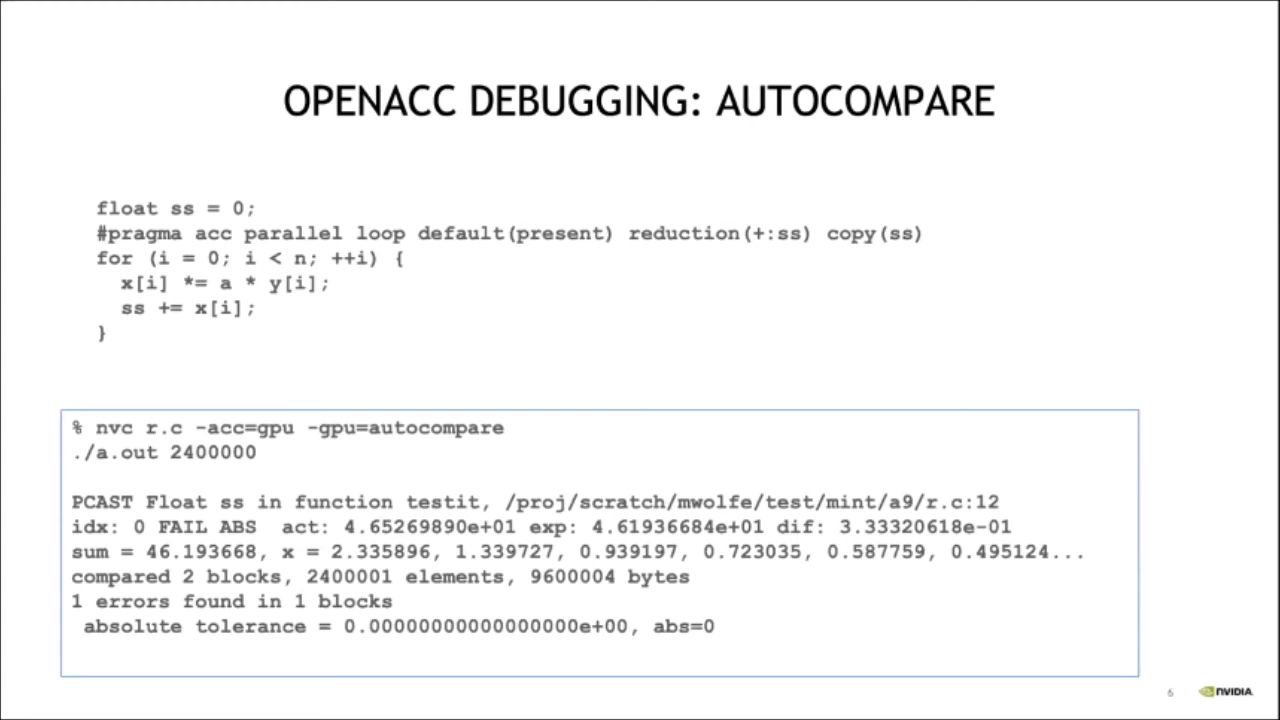 OPENACC DEBUGGING: AUTOCOMPARE
float ss = 0;
#pragma acc parallel loop default(present) reduction(+:ss) copy(ss)
for (i = 0; i < n; ++i) {
  x[i] *= a * y[i];
  ss += x[i];
}
% nvc r.c -acc=gpu -gpu=autocompare
./a.out 2400000
PCAST Float ss in function testit, /proj/scratch/mwolfe/test/mint/a9/r.c:12
idx: 0 FAIL ABS  act: 4.65269890e+01 exp: 4.61936684e+01 dif: 3.33320618e-01
sum = 46.193668, x = 2.335896, 1.339727, 0.939197, 0.723035, 0.587759, 0.495124...
compared 2 blocks, 2400001 elements, 9600004 bytes
1 errors found in 1 blocks
 absolute tolerance = 0.00000000000000000e+00, abs=0
6
NVIDIA